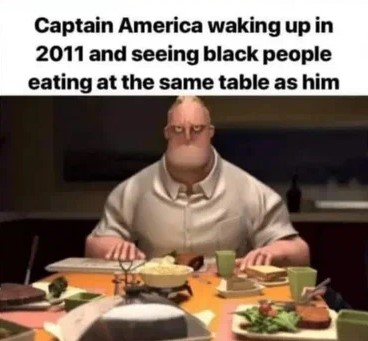 Captain America waking up in
2011 and seeing black people
eating at the same table as him